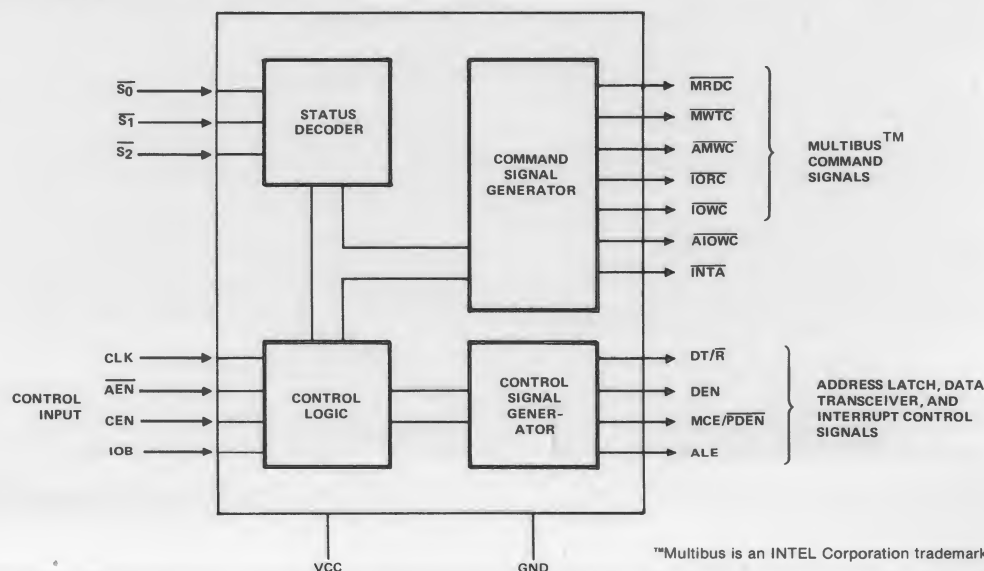 S0
S1
S2
STATUS
DECODER
COMMAND
SIGNAL
GENERATOR
MRDC
MWTC
AMWC
IORC
IOWC
AIOWC
INTA
MULTIBUS™
COMMAND
SIGNALS
CONTROL
INPUT
CLK
AEN
CEN
IOB
CONTROL
LOGIC
CONTROL
SIGNAL
GENER-
ATOR
DT/R
DEN
MCE/PDEN
ALE
ADDRESS LATCH, DATA
TRANSCEIVER, AND
INTERRUPT CONTROL
SIGNALS
VCC
GND
™Multibus is an INTEL Corporation trademark